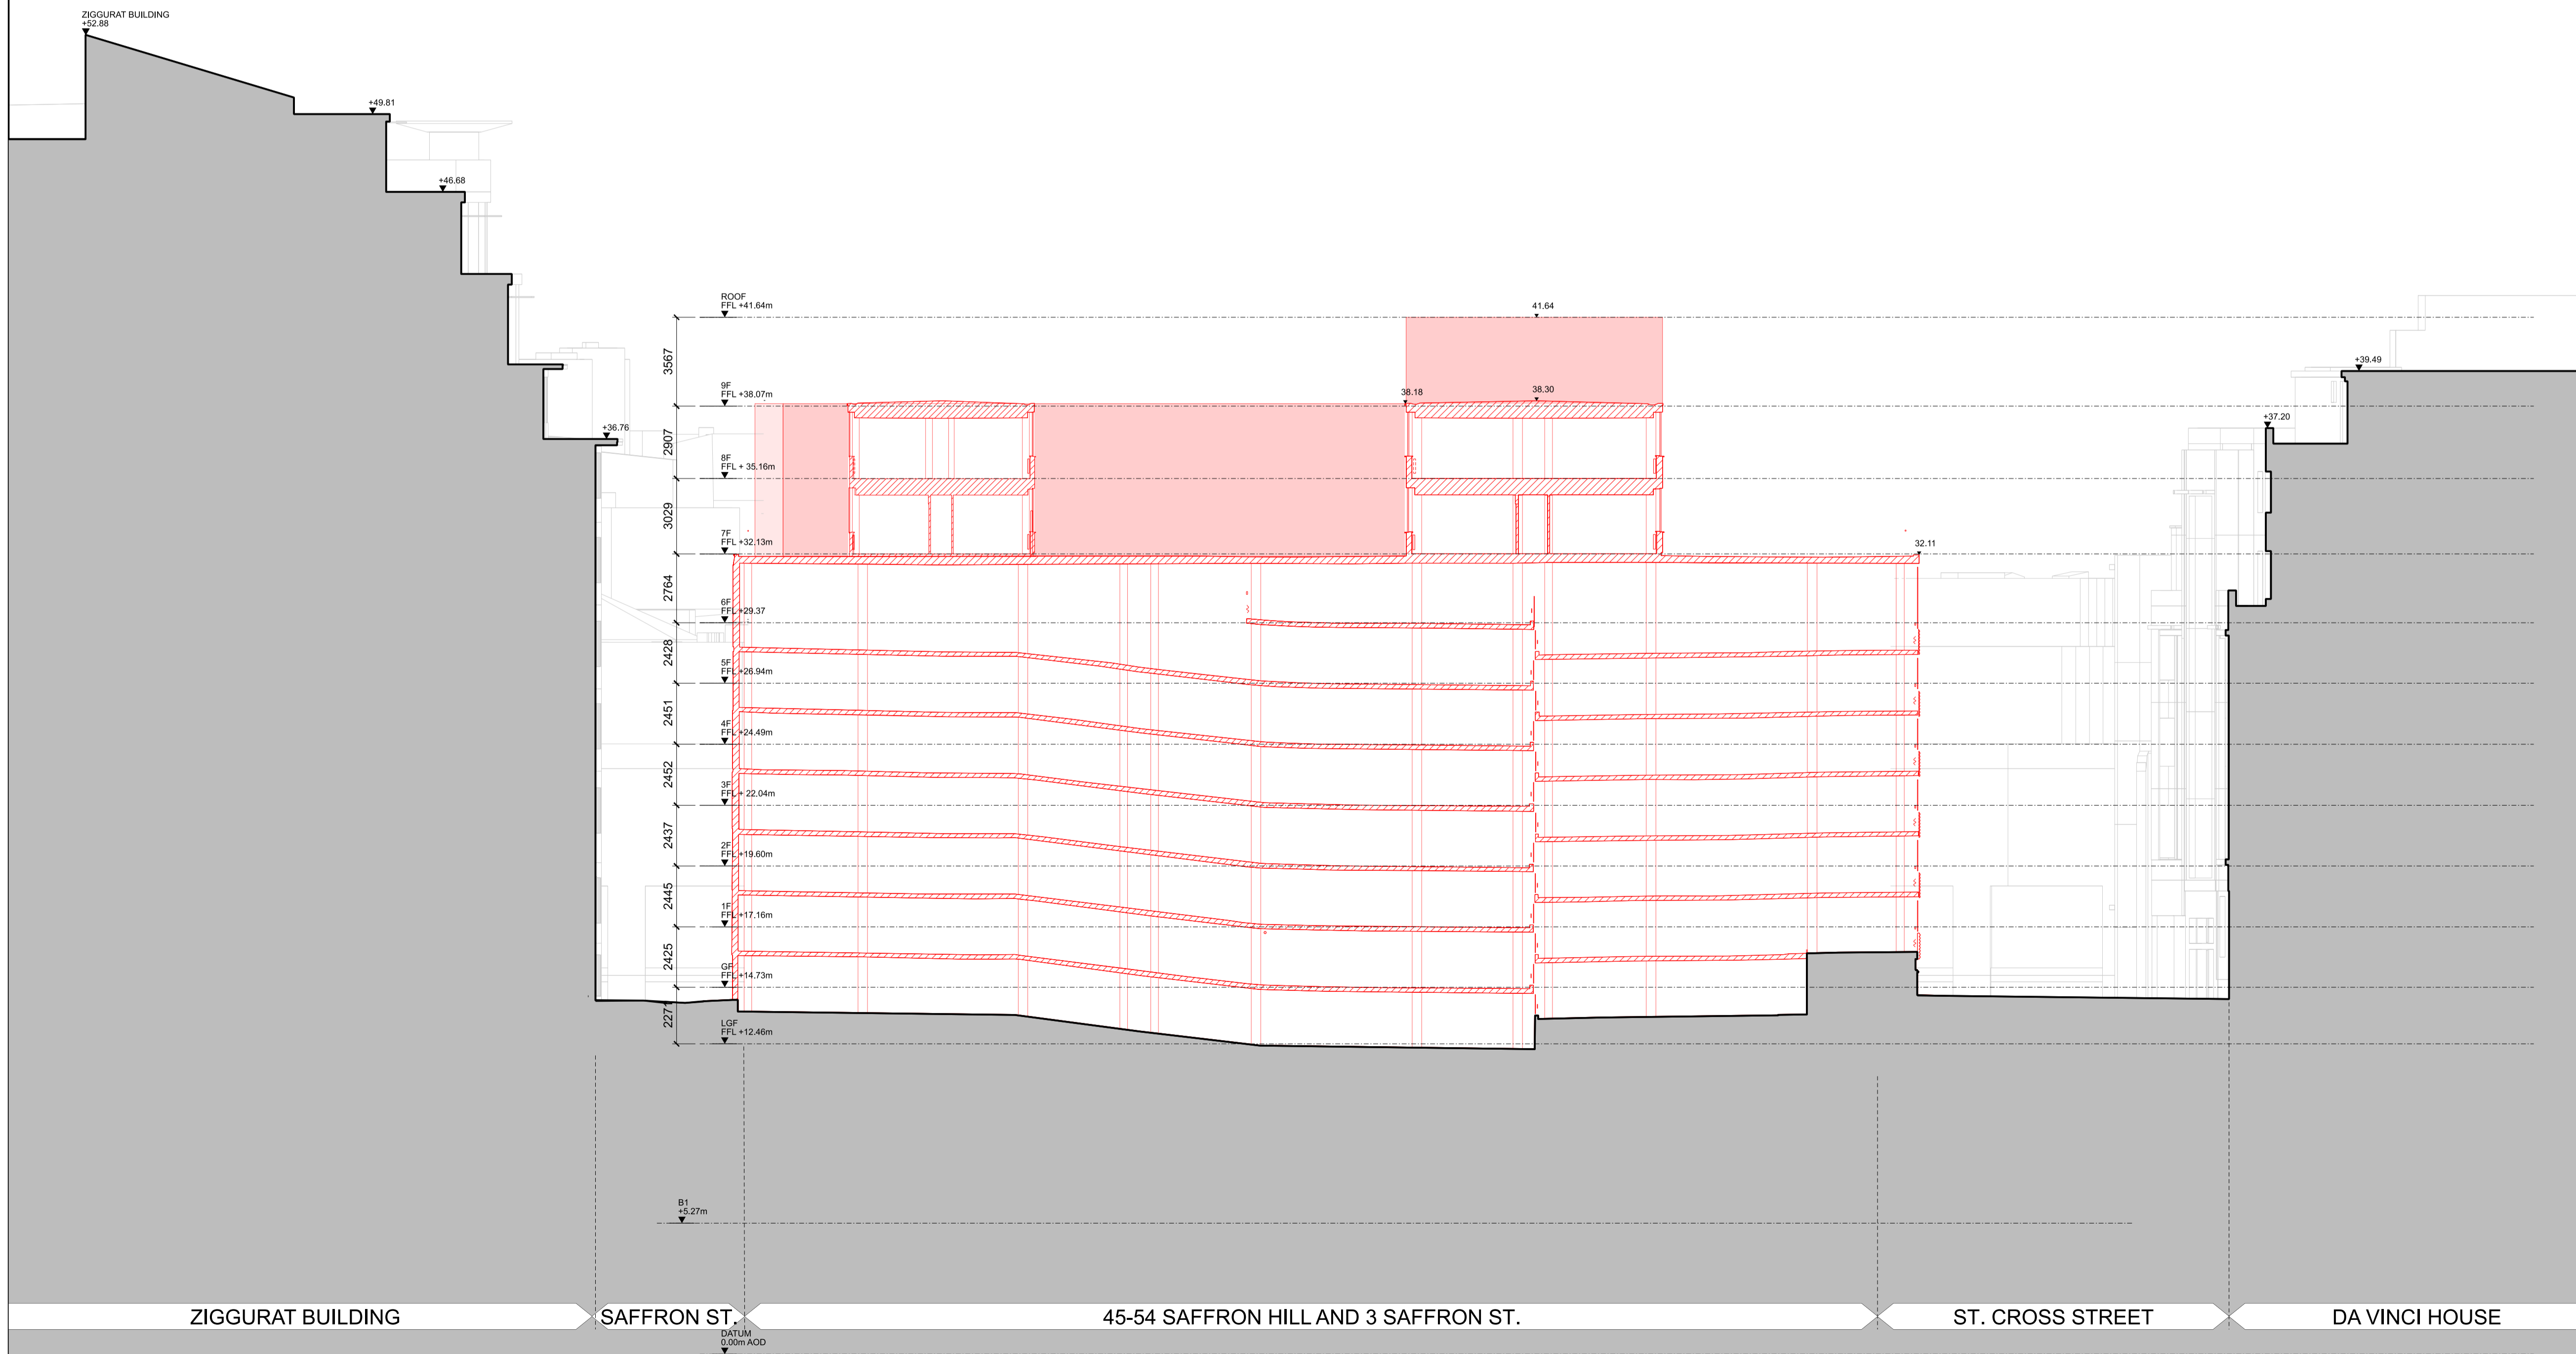 ZIGGURAT BUILDING
+52.88
+49.81
+46.68
+36.76
ROOF
FFL +41.64m
41.64
3567
9F
FFL +38.07m
38.18
38.30
2907
8F
FFL + 35.16m
3029
7F
FFL +32.13m
32.11
2764
6F
FFL +29.37
2428
5F
FFL +26.94m
2451
4F
FFL +24.49m
2452
3F
FFL + 22.04m
2437
2F
FFL +19.60m
2445
1F
FFL +17.16m
2425
GF
FFL +14.73m
2271
LGF
FFL +12.46m
+39.49
+37.20
B1
+5.27m
ZIGGURAT BUILDING
SAFFRON ST.
45-54 SAFFRON HILL AND 3 SAFFRON ST.
ST. CROSS STREET
DA VINCI HOUSE
DATUM
0.00m AOD